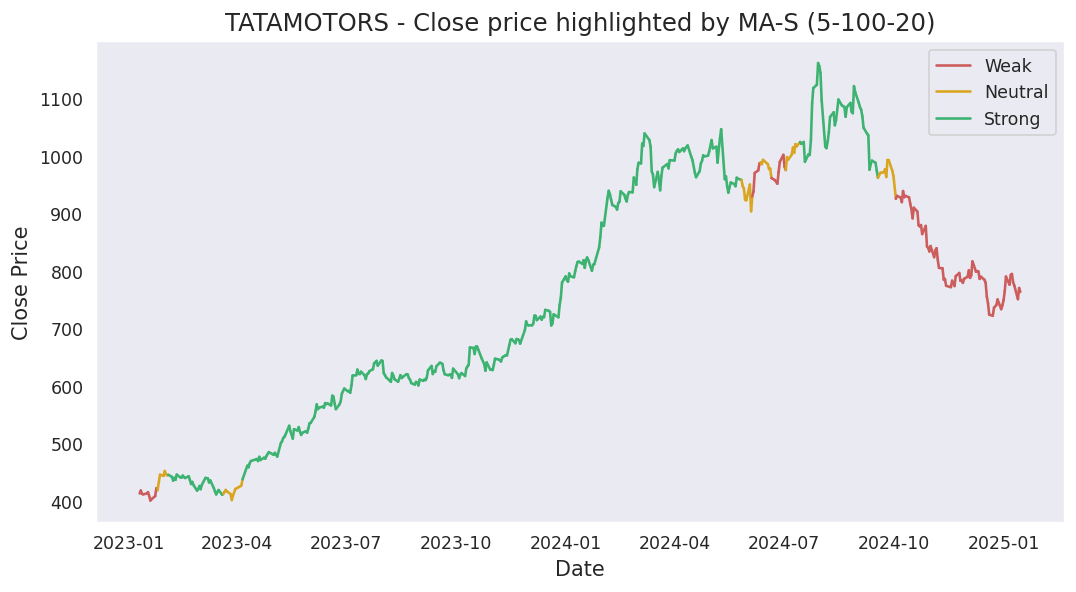 TATAMOTORS - Close price highlighted by MA-S (5-100-20)
Weak
Neutral
Strong
Close Price
1100
1000
900
800
700
600
500
400
2023-01 2023-04 2023-07 2023-10 2024-01 2024-04 2024-07 2024-10 2025-01
Date